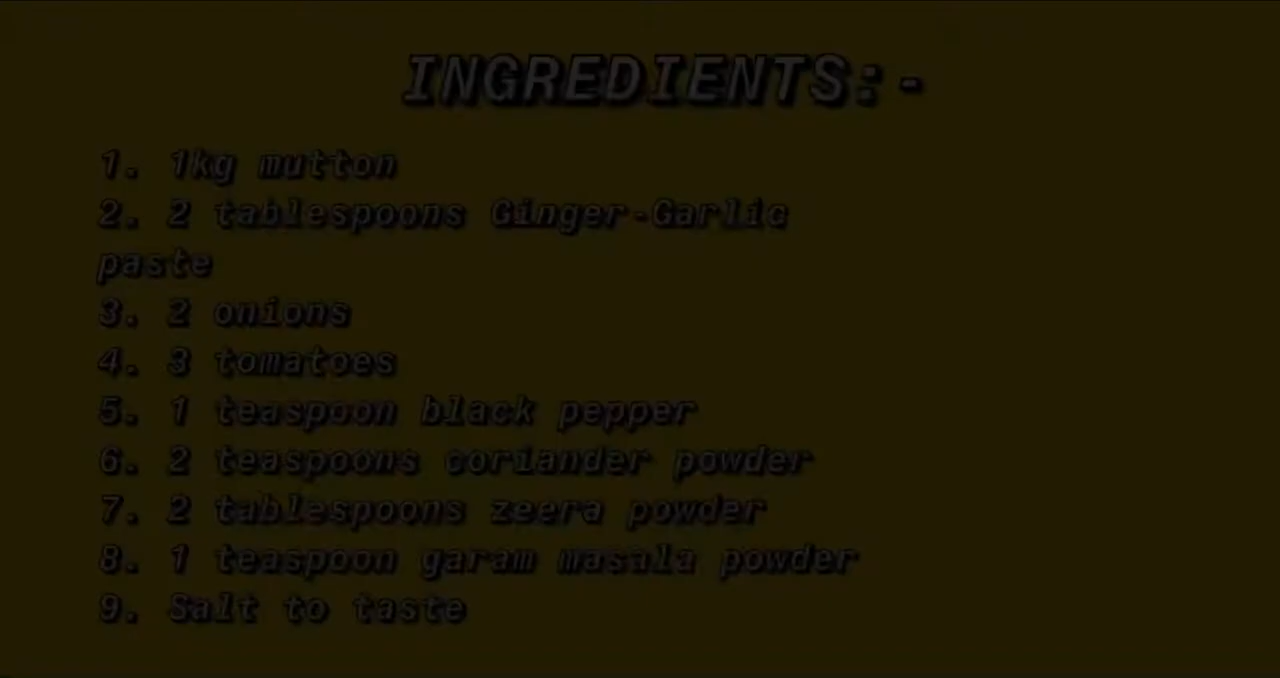 INGREDIENTS:-
1. 1kg mutton
2. 2 tablespoons Ginger-Garlic
paste
3. 2 onions
4. 3 tomatoes
5. 1 teaspoon black pepper
6. 2 teaspoons coriander powder
7. 2 tablespoons zeera powder
8. 1 teaspoon garam masala powder
9. Salt to taste